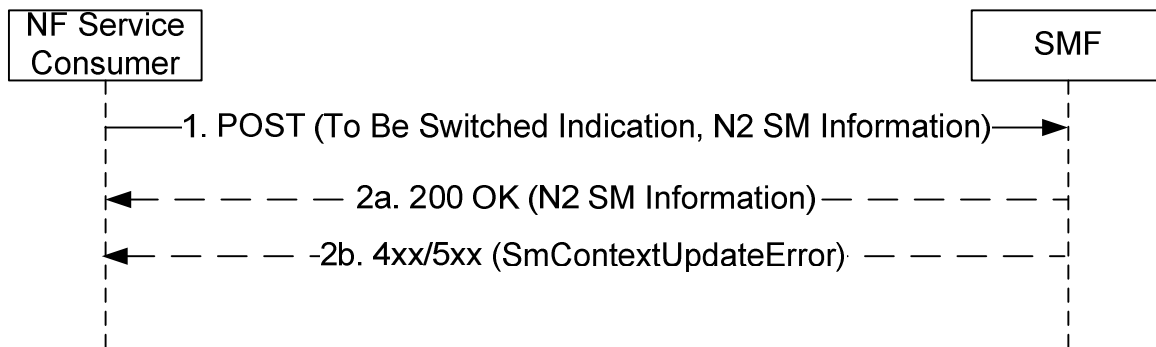 NF Service
Consumer
SMF
1. POST (To Be Switched Indication, N2 SM Information)
2a. 200 OK (N2 SM Information)
2b. 4xx/5xx (SmContextUpdateError)